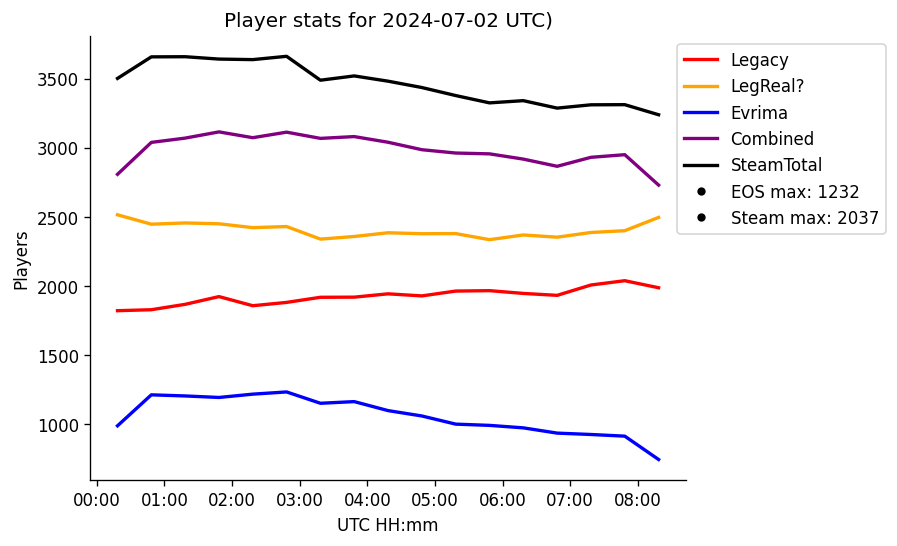 Player stats for 2024-07-02 UTC)
Legacy
LegReal?
Evrima
Combined
SteamTotal
EOS max: 1232
Steam max: 2037
Players
3500
3000
2500
2000
1500
1000
00:00 01:00 02:00 03:00 04:00 05:00 06:00 07:00 08:00
UTC HH:mm